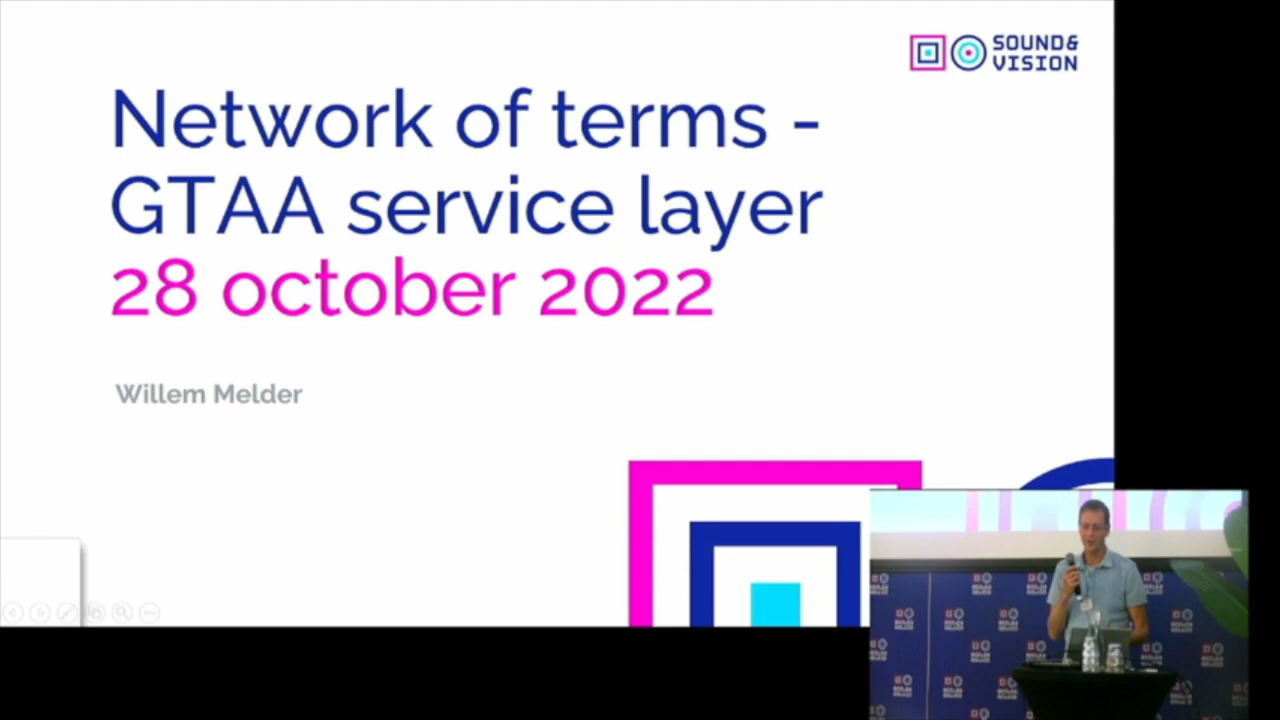 SOUND&
VISION
Network of terms -
GTAA service layer
28 october 2022
Willem Melder